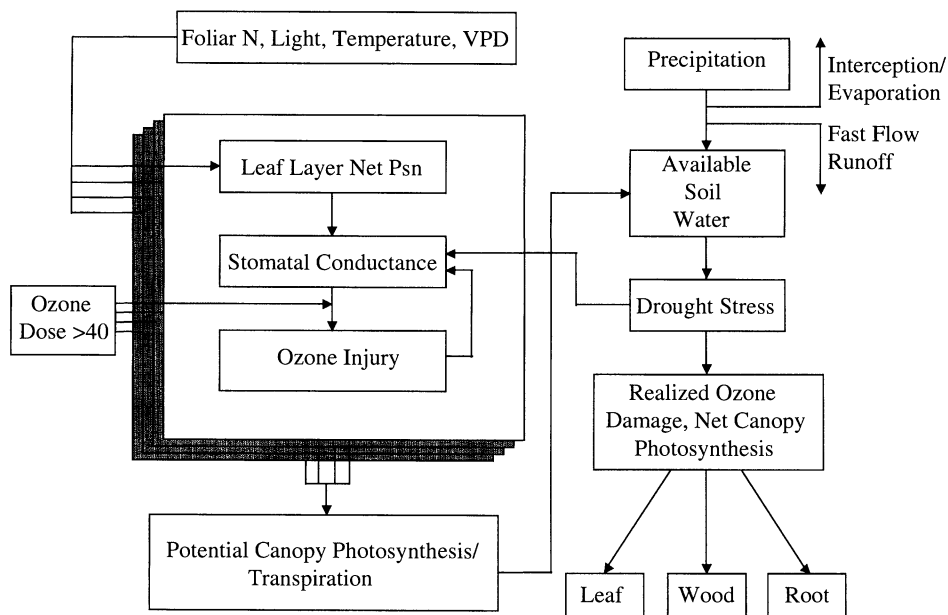 Foliar N, Light, Temperature, VPD
Precipitation
Interception/
Evaporation
Fast Flow
Runoff
Leaf Layer Net Psn
Available
Soil
Water
Stomatal Conductance
Drought Stress
Ozone
Dose >40
Ozone Injury
Realized Ozone
Damage, Net Canopy
Photosynthesis
Potential Canopy Photosynthesis/
Transpiration
Leaf
Wood
Root